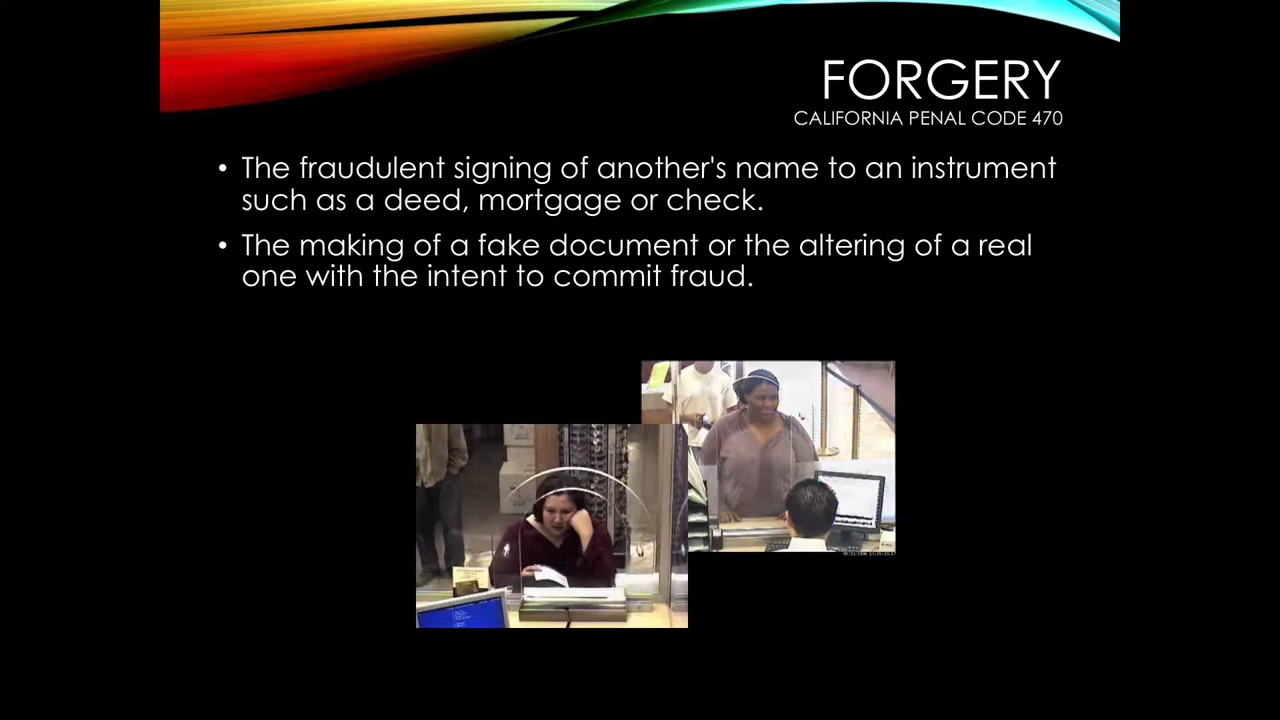 FORGERY
CALIFORNIA PENAL CODE 470
• The fraudulent signing of another's name to an instrument
such as a deed, mortgage or check.
• The making of a fake document or the altering of a real
one with the intent to commit fraud.